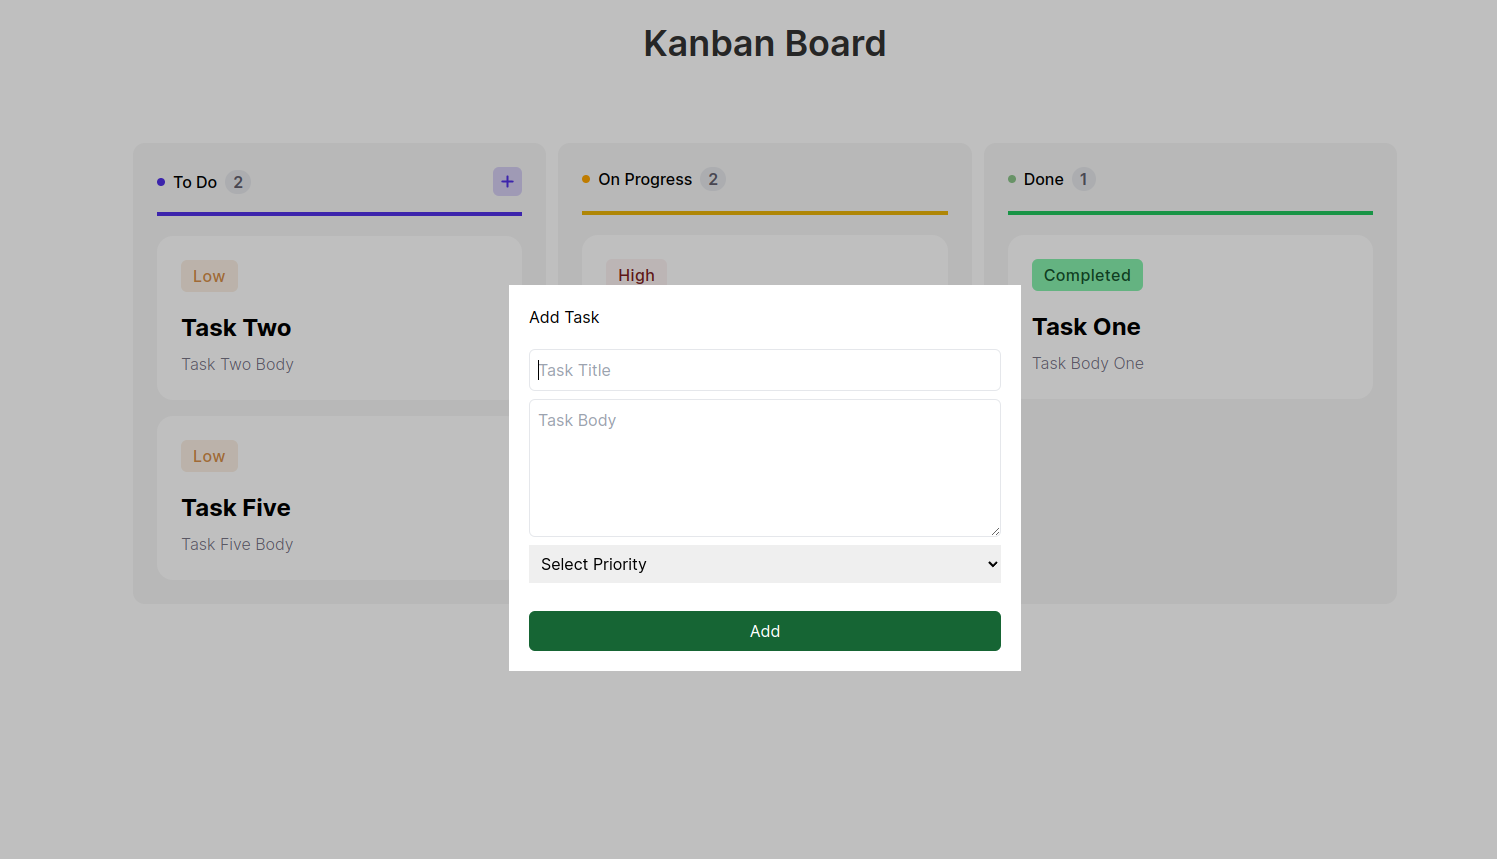 Kanban Board
To Do 2 +
Low
Task Two
Task Two Body
Low
Task Five
Task Five Body
On Progress 2
High
Done 1
Completed
Task One
Task Body One
Add Task
Task Title
Task Body
Select Priority
Add